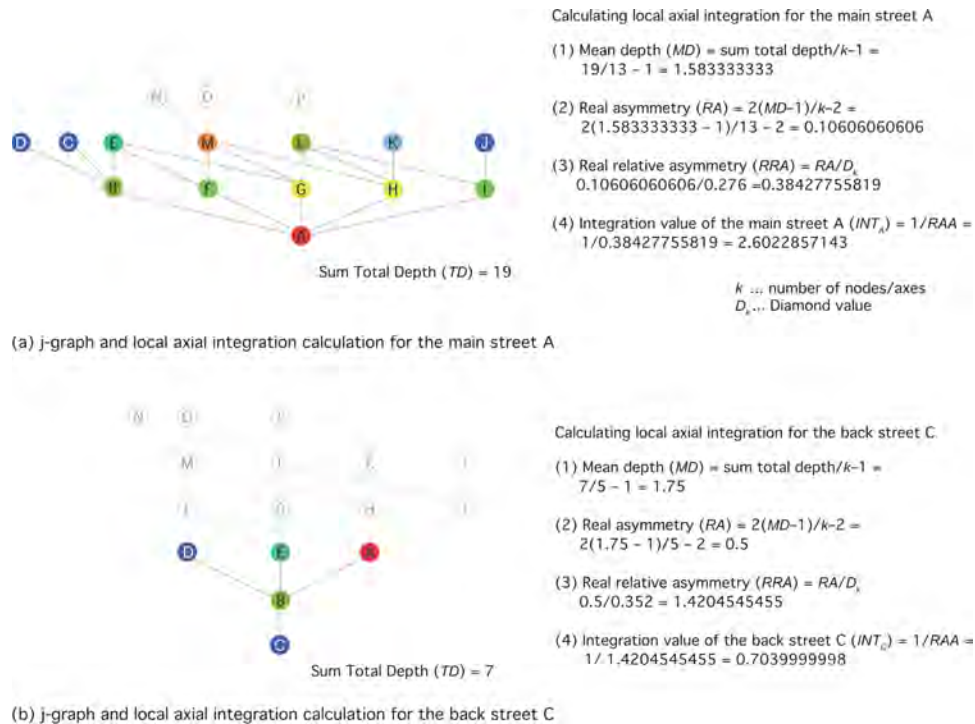 Calculating local axial integration for the main street A
(1) Mean depth (MD) = sum total depth/k–1 =
19/13 – 1 = 1.583333333
(2) Real asymmetry (RA) = 2(MD–1)/k–2 =
2(1.583333333 – 1)/13 – 2 = 0.10606060606
(3) Real relative asymmetry (RRA) = RA/Dk
0.10606060606/0.276 =0.38427755819
(4) Integration value of the main street A (INTA) = 1/RAA =
1/0.38427755819 = 2.6022857143
k ... number of nodes/axes
Dk... Diamond value
N O P
D C E M L K J
B F G H I
A
Sum Total Depth (TD) = 19
(a) j-graph and local axial integration calculation for the main street A
N O
M
H
D E
B
C
Sum Total Depth (TD) = 7
Calculating local axial integration for the back street C
(1) Mean depth (MD) = sum total depth/k–1 =
7/5 – 1 = 1.75
(2) Real asymmetry (RA) = 2(MD–1)/k–2 =
2(1.75 – 1)/5 – 2 = 0.5
(3) Real relative asymmetry (RRA) = RA/Dk
0.5/0.352 = 1.4204545455
(4) Integration value of the back street C (INTC) = 1/RAA =
1/ 1.4204545455 = 0.7039999998
(b) j-graph and local axial integration calculation for the back street C